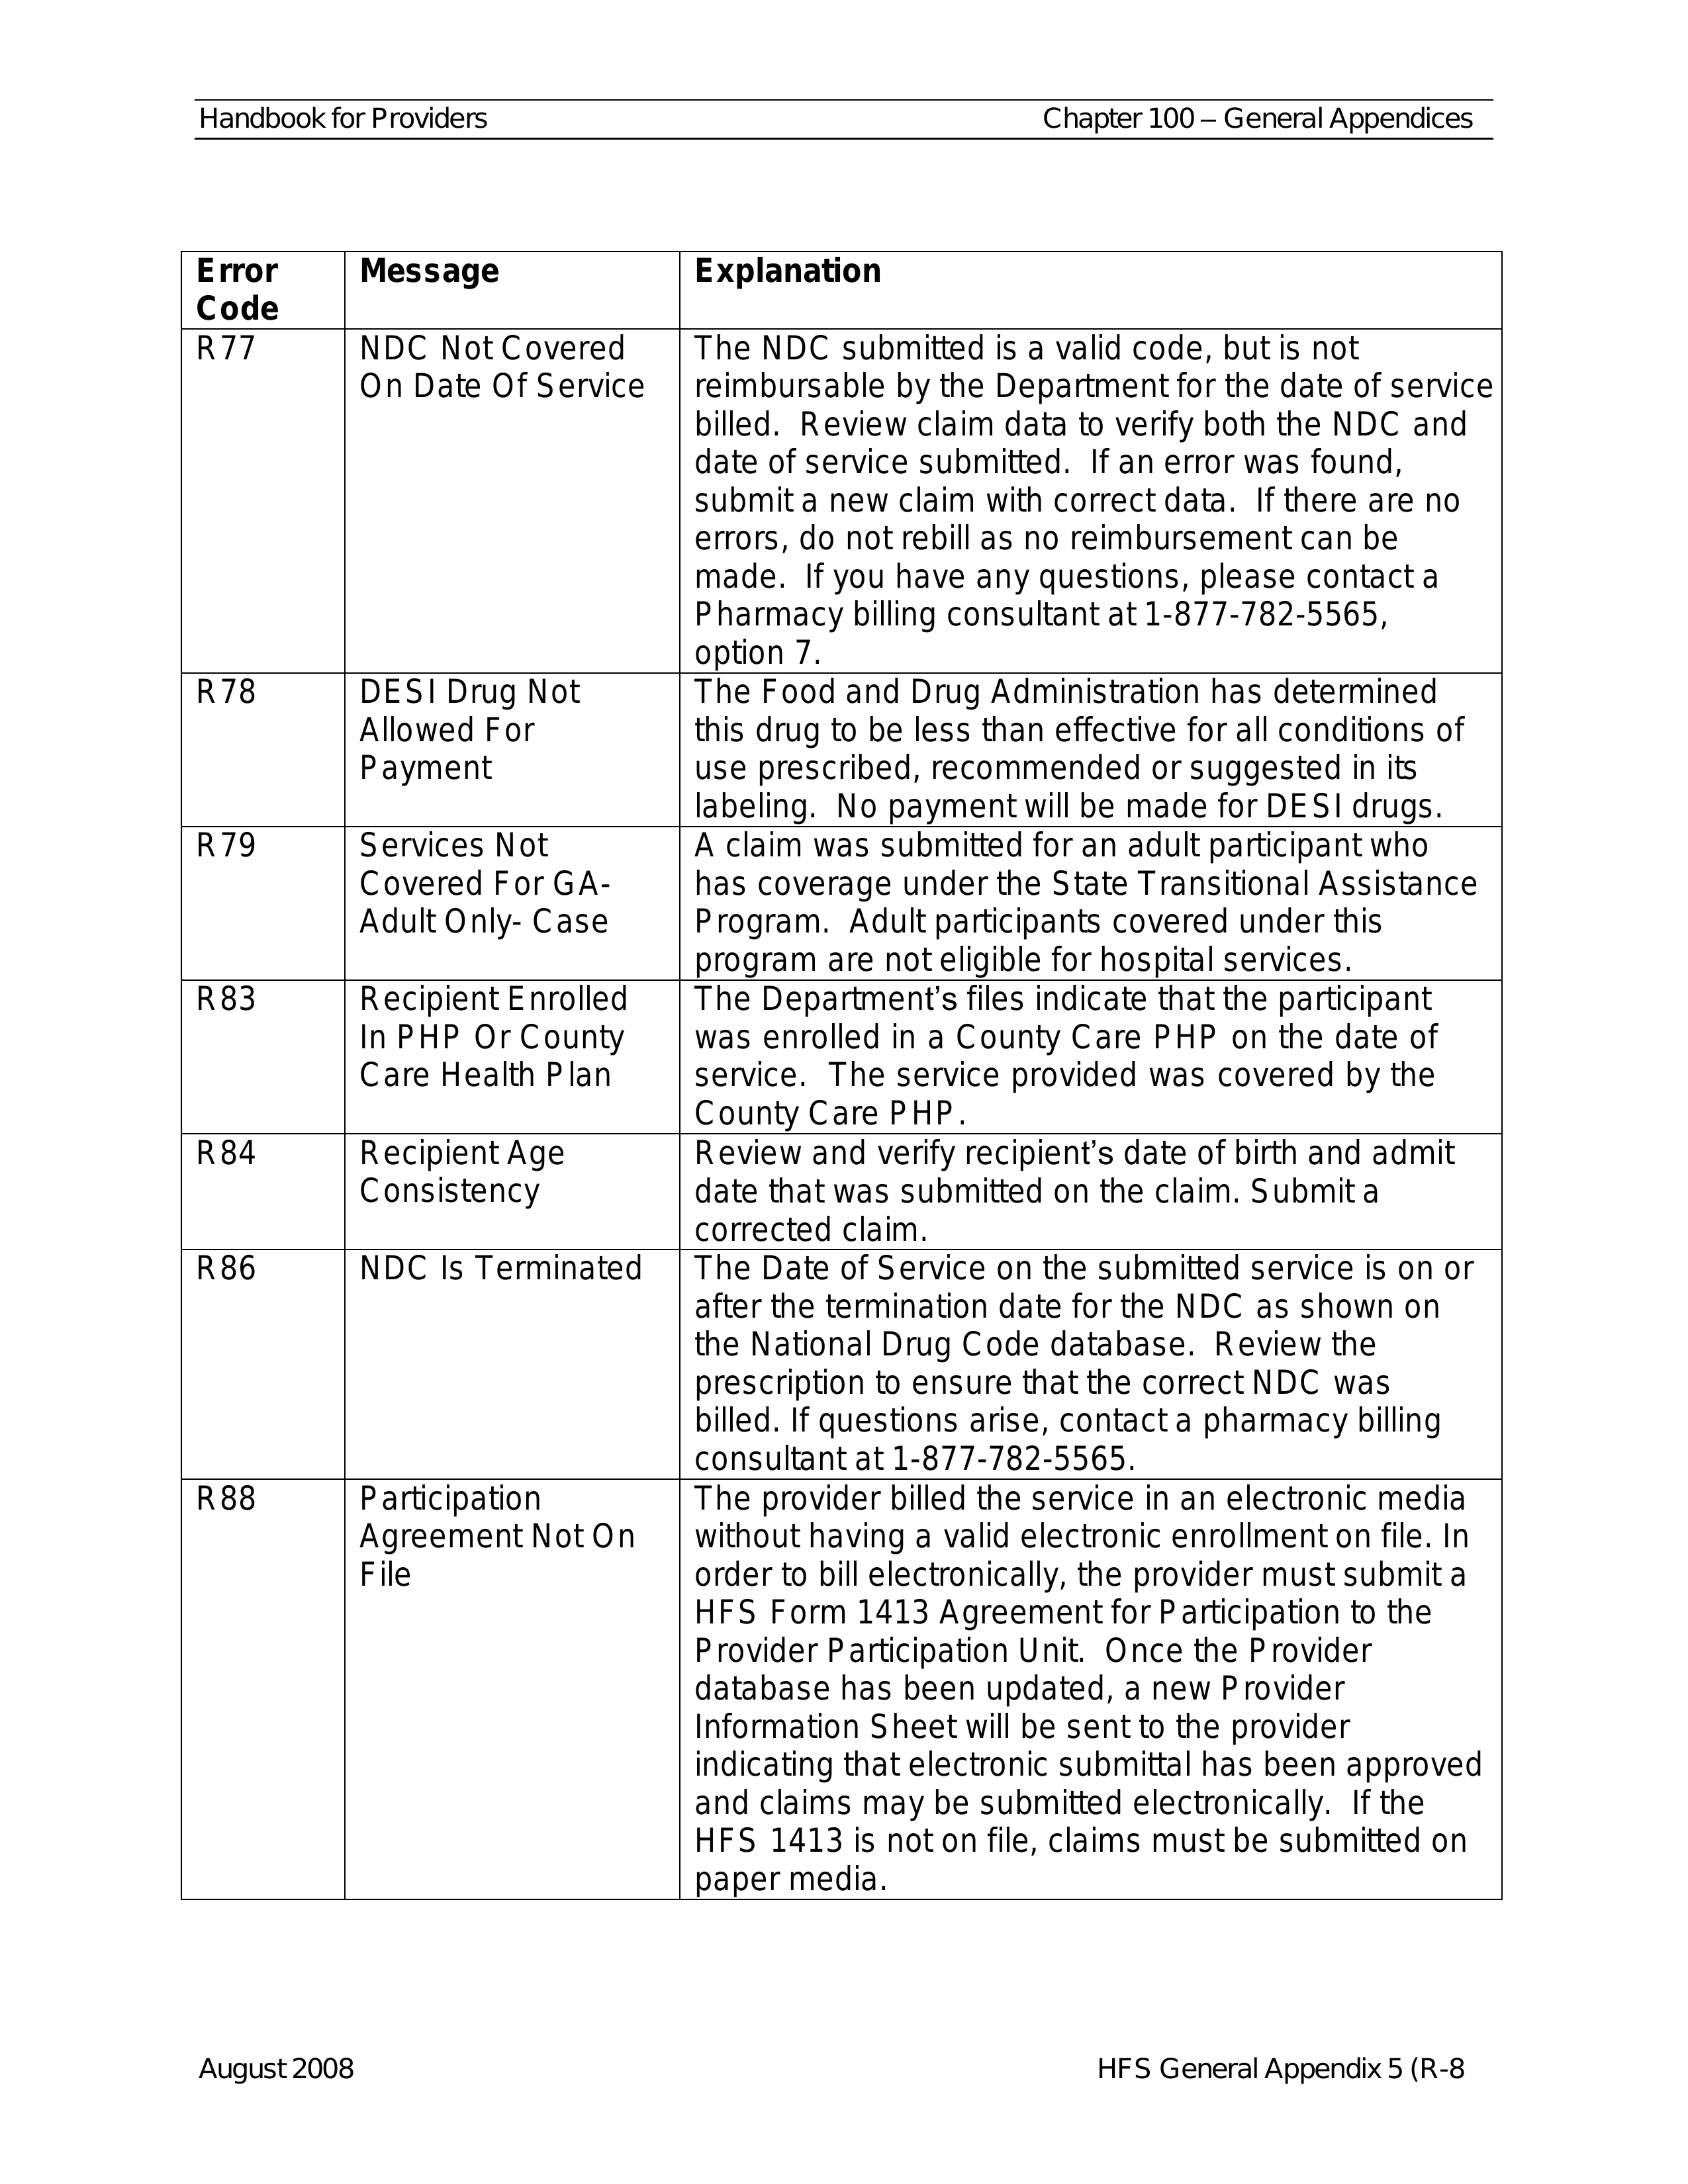 Handbook for Providers Chapter 100 – General Appendices
Error Code Message Explanation
R77 NDC Not Covered On Date Of Service
The NDC submitted is a valid code, but is not
reimbursable by the Department for the date of service
billed.  Review claim data to verify both the NDC and
date of service submitted.  If an error was found,
submit a new claim with correct data.  If there are no
errors, do not rebill as no reimbursement can be
made.  If you have any questions, please contact a
Pharmacy billing consultant at 1-877-782-5565,
option 7.
R78 DESI Drug Not Allowed For Payment
The Food and Drug Administration has determined
this drug to be less than effective for all conditions of
use prescribed, recommended or suggested in its
labeling.  No payment will be made for DESI drugs.
R79 Services Not Covered For GA-Adult Only- Case
A claim was submitted for an adult participant who
has coverage under the State Transitional Assistance
Program.  Adult participants covered under this
program are not eligible for hospital services.
R83 Recipient Enrolled In PHP Or County Care Health Plan
The Department’s files indicate that the participant
was enrolled in a County Care PHP on the date of
service.  The service provided was covered by the
County Care PHP.
R84 Recipient Age Consistency
Review and verify recipient’s date of birth and admit
date that was submitted on the claim. Submit a
corrected claim.
R86 NDC Is Terminated
The Date of Service on the submitted service is on or
after the termination date for the NDC as shown on
the National Drug Code database.  Review the
prescription to ensure that the correct NDC was
billed. If questions arise, contact a pharmacy billing
consultant at 1-877-782-5565.
R88 Participation Agreement Not On File
The provider billed the service in an electronic media
without having a valid electronic enrollment on file. In
order to bill electronically, the provider must submit a
HFS Form 1413 Agreement for Participation to the
Provider Participation Unit.  Once the Provider
database has been updated, a new Provider
Information Sheet will be sent to the provider
indicating that electronic submittal has been approved
and claims may be submitted electronically.  If the
HFS 1413 is not on file, claims must be submitted on
paper media.
August 2008 HFS General Appendix 5 (R-8